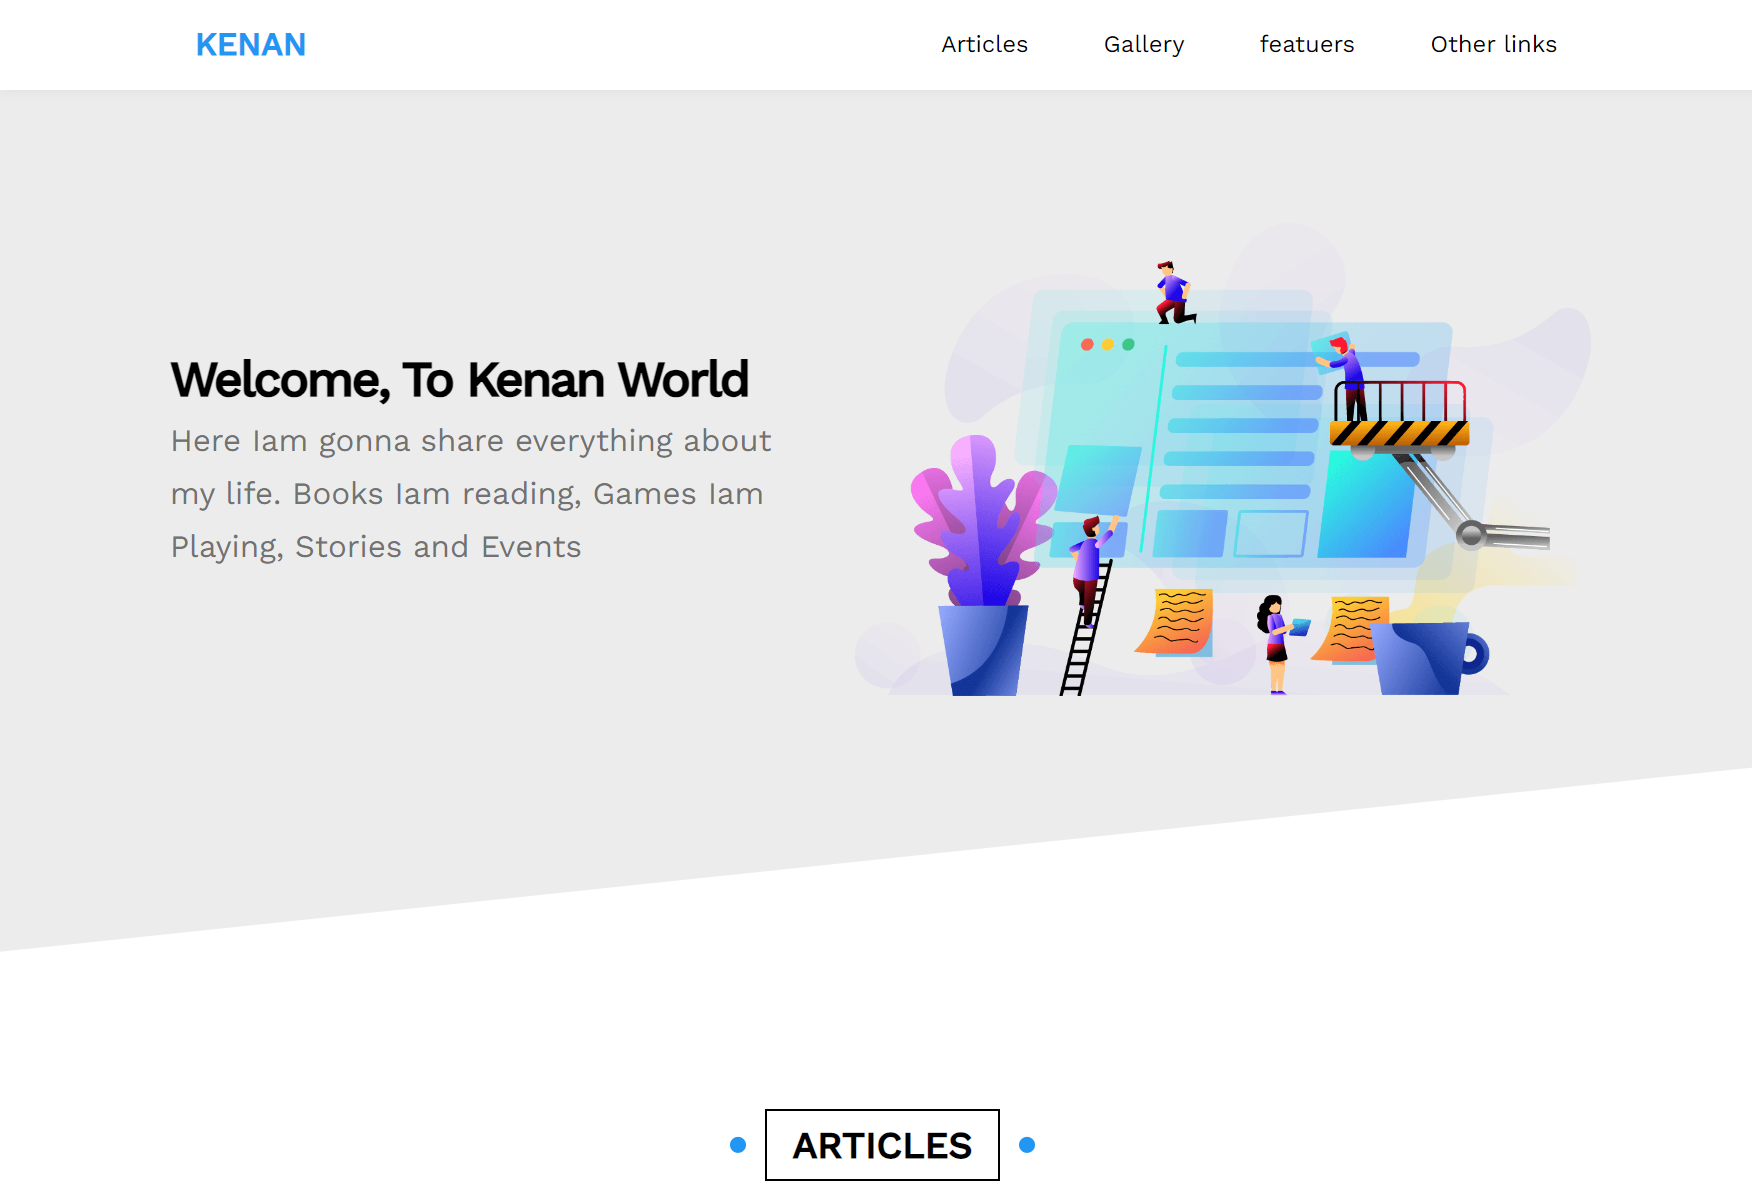 KENAN
Articles
Gallery
featuers
Other links
Welcome, To Kenan World
Here Iam gonna share everything about
my life. Books Iam reading, Games Iam
Playing, Stories and Events
ARTICLES